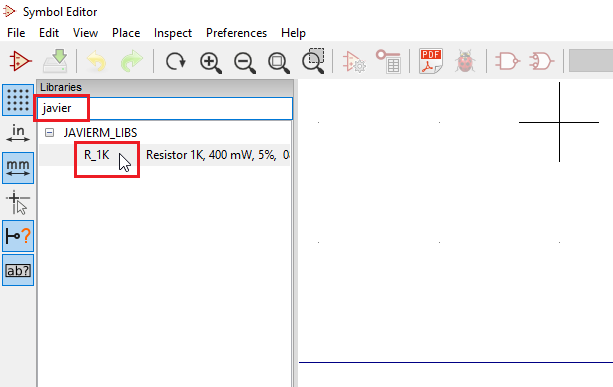 Symbol Editor
File Edit View Place Inspect Preferences Help
PDF
Libraries
in
javier
mm
JAVIERM_LIBS
R_1K Resistor 1K, 400 mW, 5%,
?
ab?